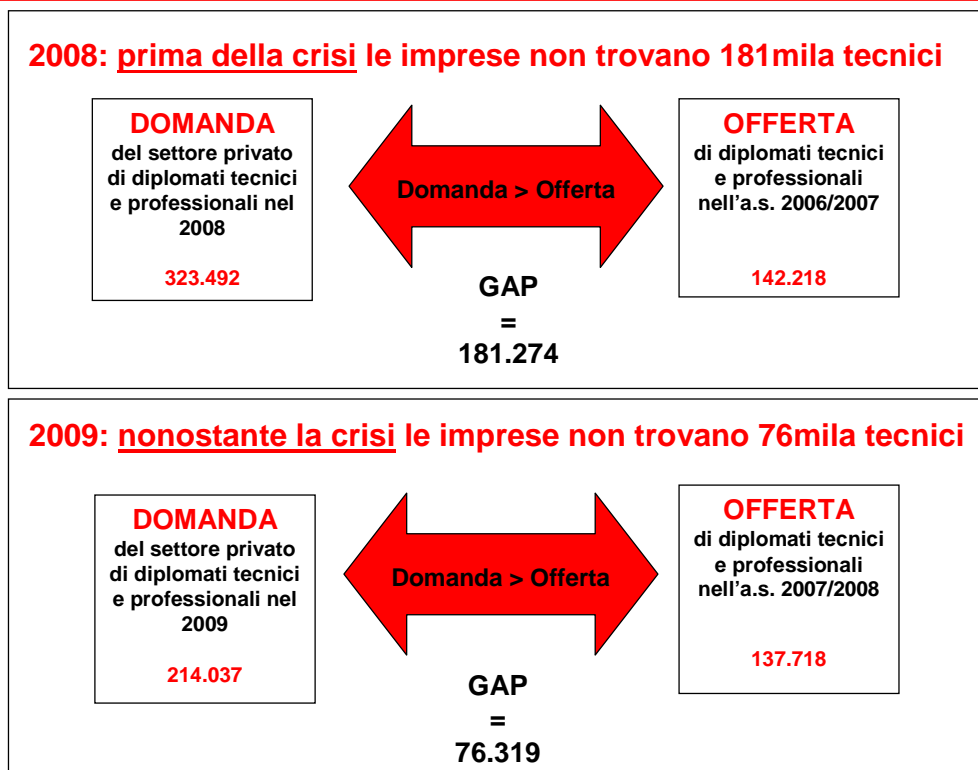 2008: prima della crisi le imprese non trovano 181mila tecnici
DOMANDA
del settore privato
di diplomati tecnici
e professionali nel
2008
323.492
Domanda > Offerta
GAP
=
181.274
OFFERTA
di diplomati tecnici
e professionali
nell'a.s. 2006/2007
142.218
2009: nonostante la crisi le imprese non trovano 76mila tecnici
DOMANDA
del settore privato
di diplomati tecnici
e professionali nel
2009
214.037
Domanda > Offerta
GAP
=
76.319
OFFERTA
di diplomati tecnici
e professionali
nell'a.s. 2007/2008
137.718